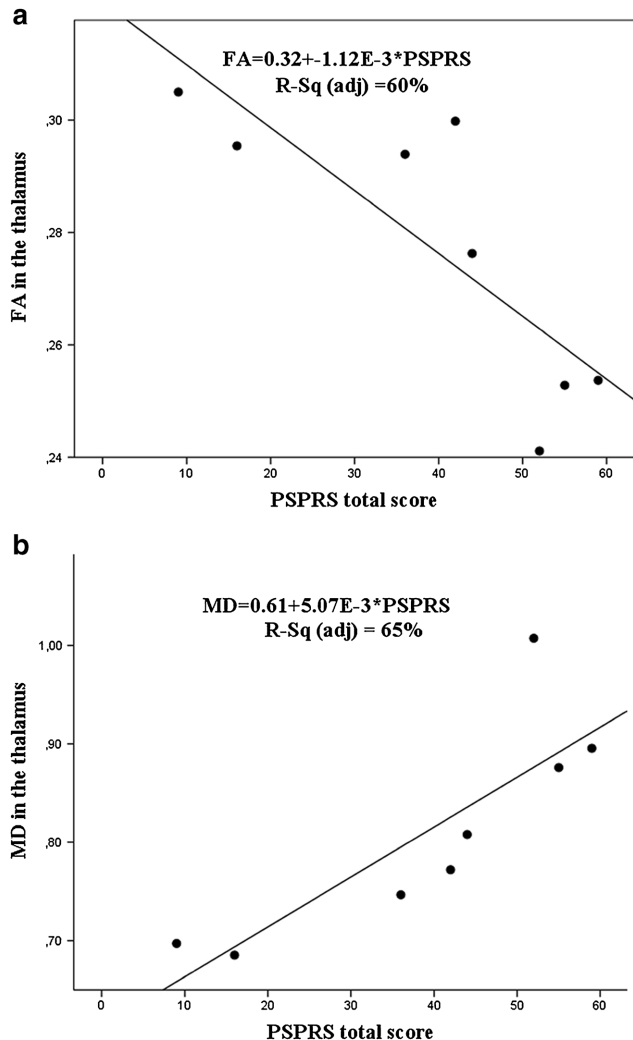 a
FA=0.32+-1.12E-3*PSPRS
R-Sq (adj) =60%
,30
,28
,26
,24
FA in the thalamus
0 10 20 30 40 50 60
PSPRS total score
b
MD=0.61+5.07E-3*PSPRS
R-Sq (adj) = 65%
1,00
,90
,80
,70
MD in the thalamus
0 10 20 30 40 50 60
PSPRS total score